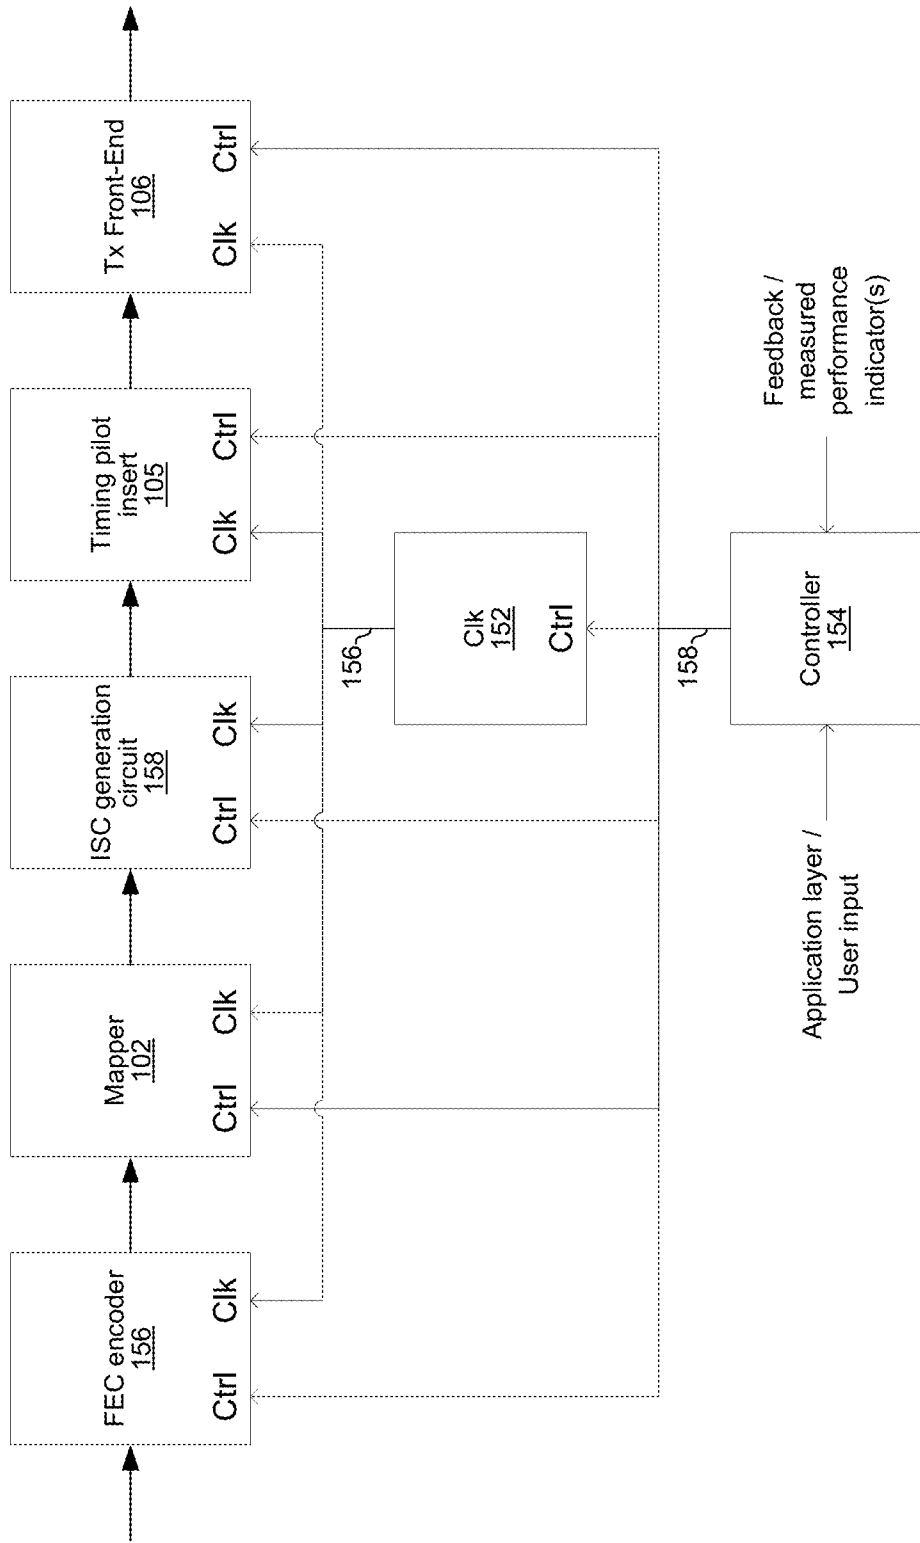 FEC encoder
156
Ctrl
Clk
Mapper
102
Ctrl
Clk
ISC generation
circuit
158
Ctrl
Clk
Timing pilot
insert
105
Clk
Ctrl
Tx Front-End
106
Clk
Ctrl
156
Clk
152
Ctrl
158
Application layer /
User input
Controller
154
Feedback /
measured
performance
indicator(s)